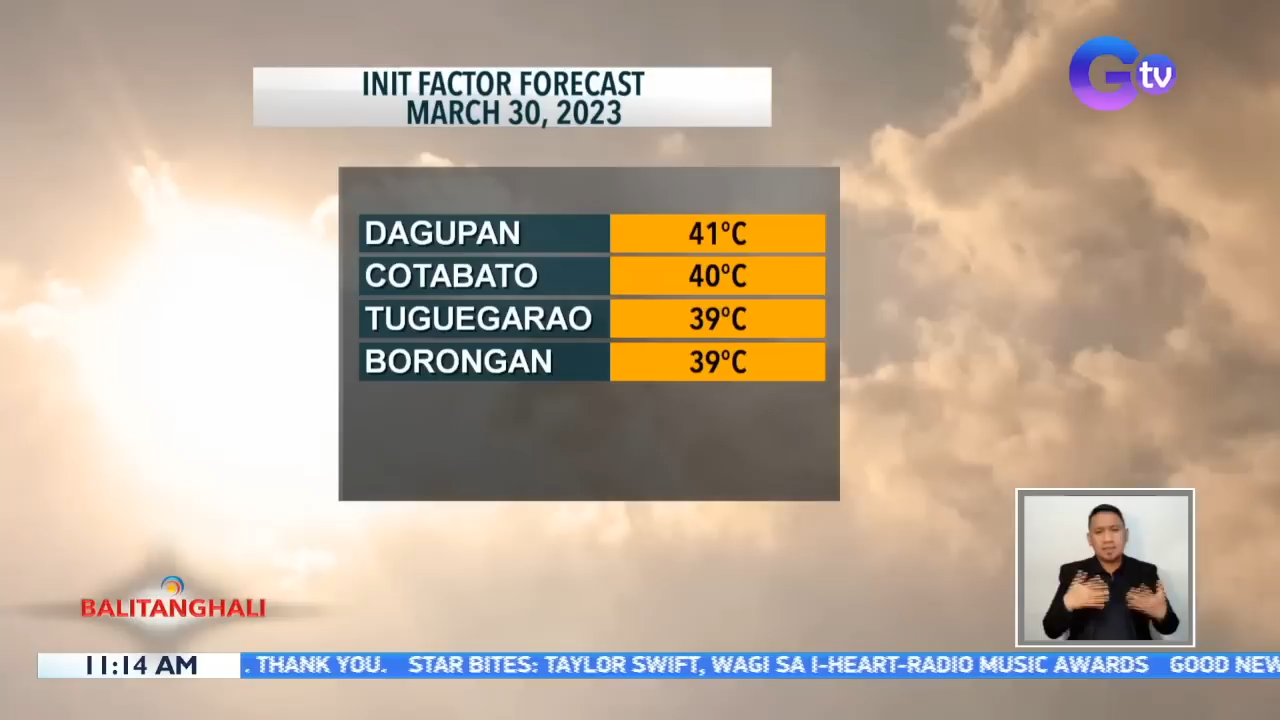 INIT FACTOR FORECAST
MARCH 30, 2023
Gtv
DAGUPAN 41°C
COTABATO 40°C
TUGUEGARAO 39°C
BORONGAN 39°C
BALITANGHALI
11:14 AM . THANK YOU. STAR BITES: TAYLOR SWIFT, WAGI SA I-HEART-RADIO MUSIC AWARDS GOOD NEW